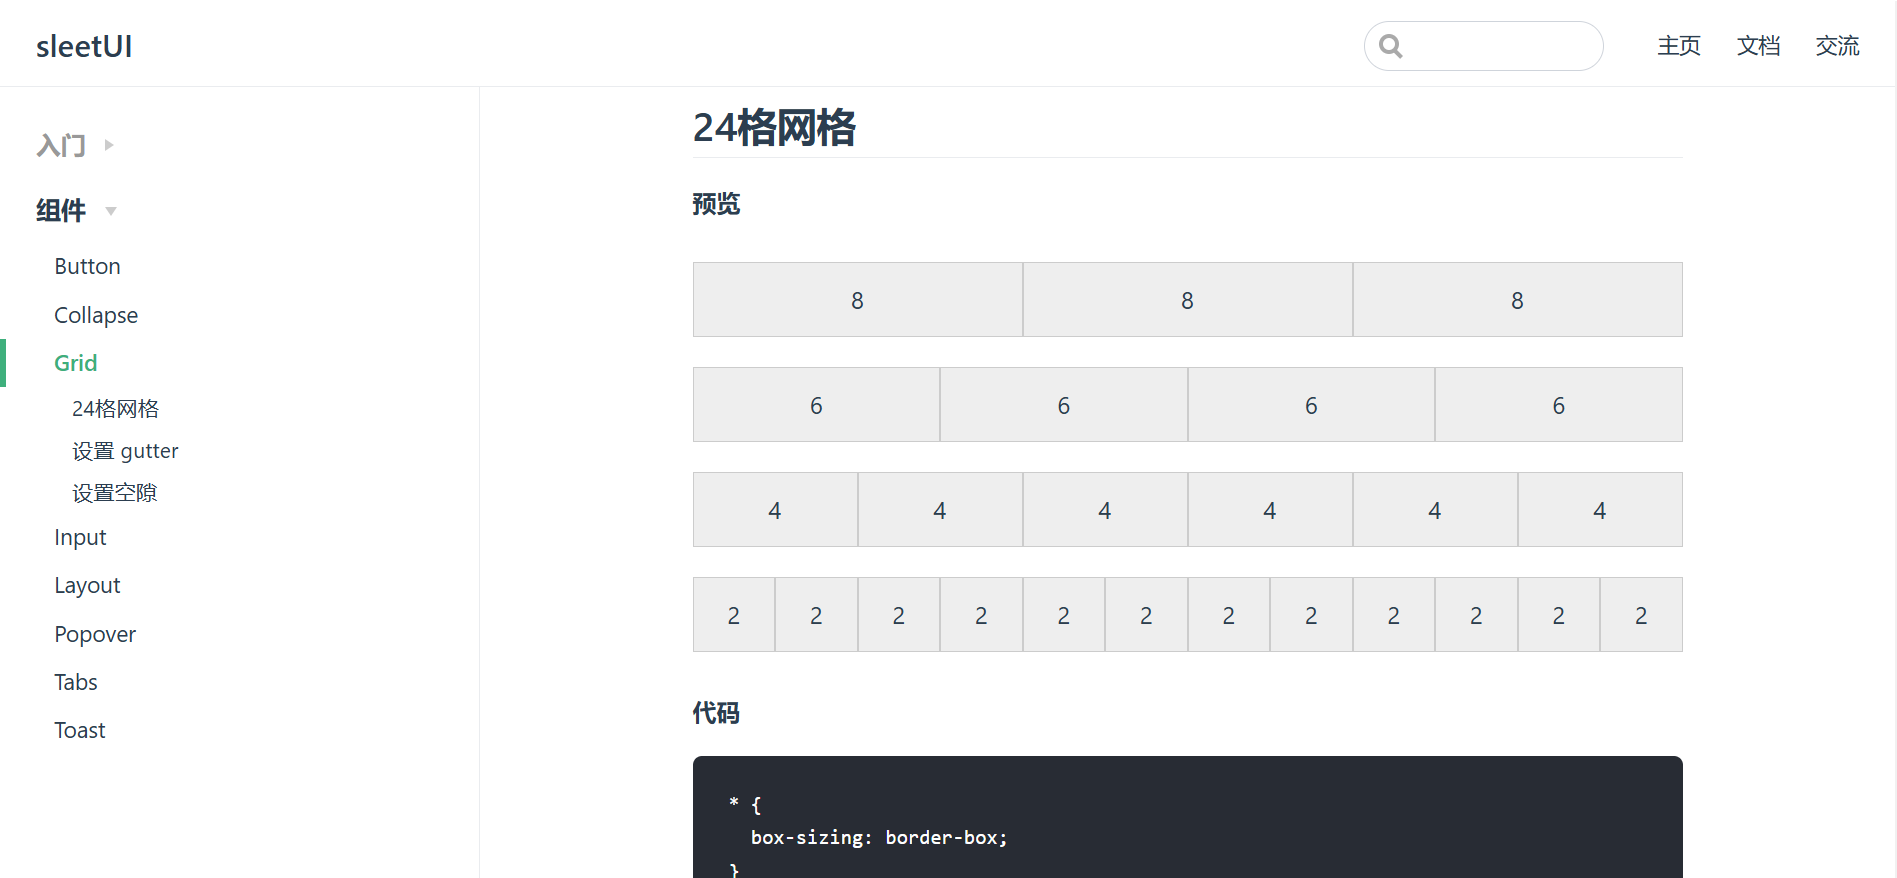 sleetUI
主页 文档 交流
入门
组件
Button
Collapse
Grid
24格网格
设置 gutter
设置空隙
Input
Layout
Popover
Tabs
Toast
24格网格
预览
8 8 8
6 6 6 6
4 4 4 4 4 4
2 2 2 2 2 2 2 2 2 2 2 2
代码
* {
box-sizing: border-box;
}